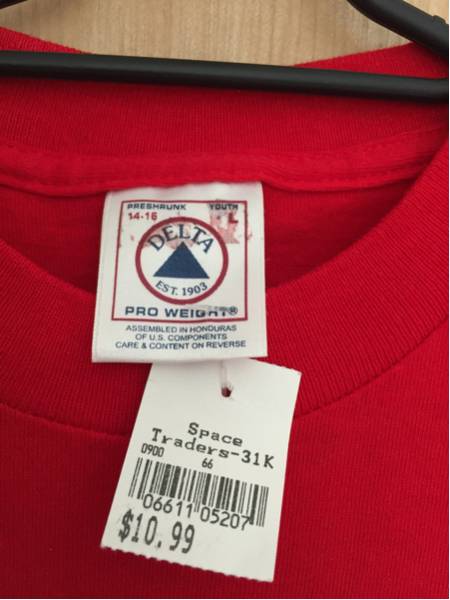 PRESHRUNK YOUTH
14-16 L
DELTA
EST. 1903
PRO WEIGHT®
ASSEMBLED IN HONDURAS
OF U.S. COMPONENTS
CARE & CONTENT ON REVERSE
Space
Traders-31K
0900 66
06611 05207
$10.99